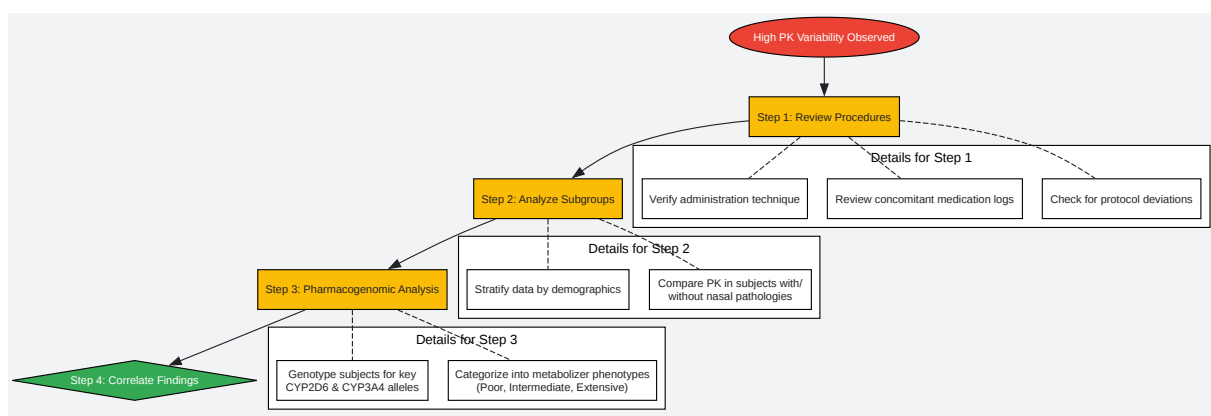 High PK Variability Observed
Step 1: Review Procedures
Details for Step 1
Verify administration technique
Review concomitant medication logs
Check for protocol deviations
Step 2: Analyze Subgroups
Details for Step 2
Stratify data by demographics
Compare PK in subjects with/
without nasal pathologies
Step 3: Pharmacogenomic Analysis
Details for Step 3
Genotype subjects for key
CYP2D6 & CYP3A4 alleles
Categorize into metabolizer phenotypes
(Poor, Intermediate, Extensive)
Step 4: Correlate Findings